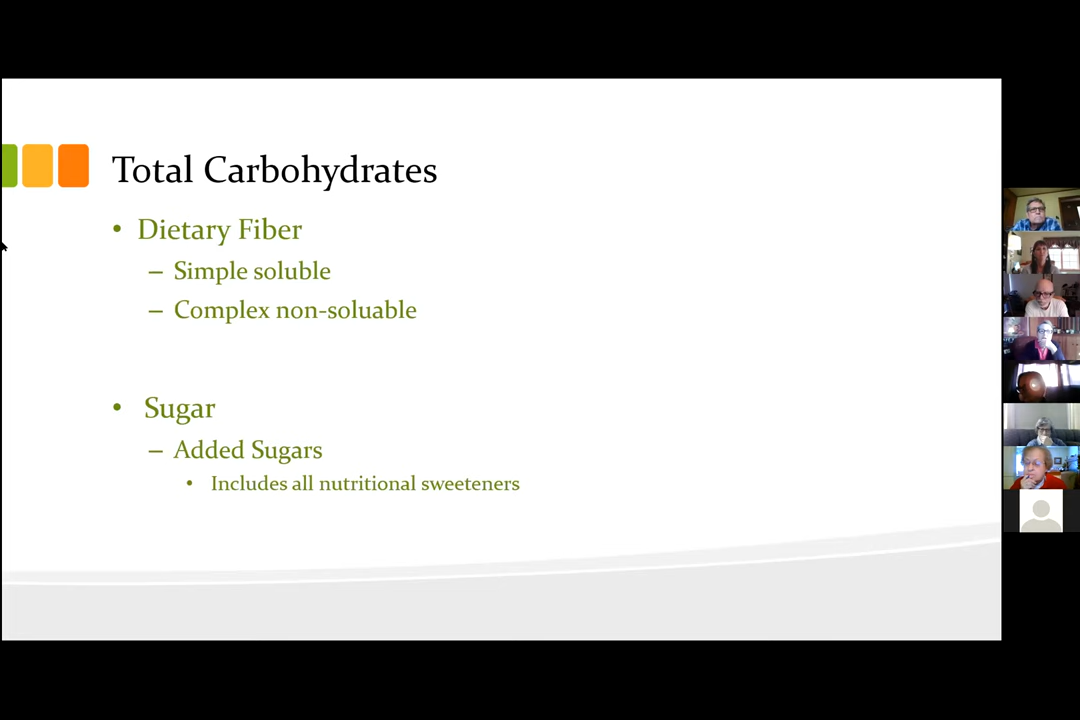 Total Carbohydrates
• Dietary Fiber
– Simple soluble
– Complex non-soluable
• Sugar
– Added Sugars
• Includes all nutritional sweeteners